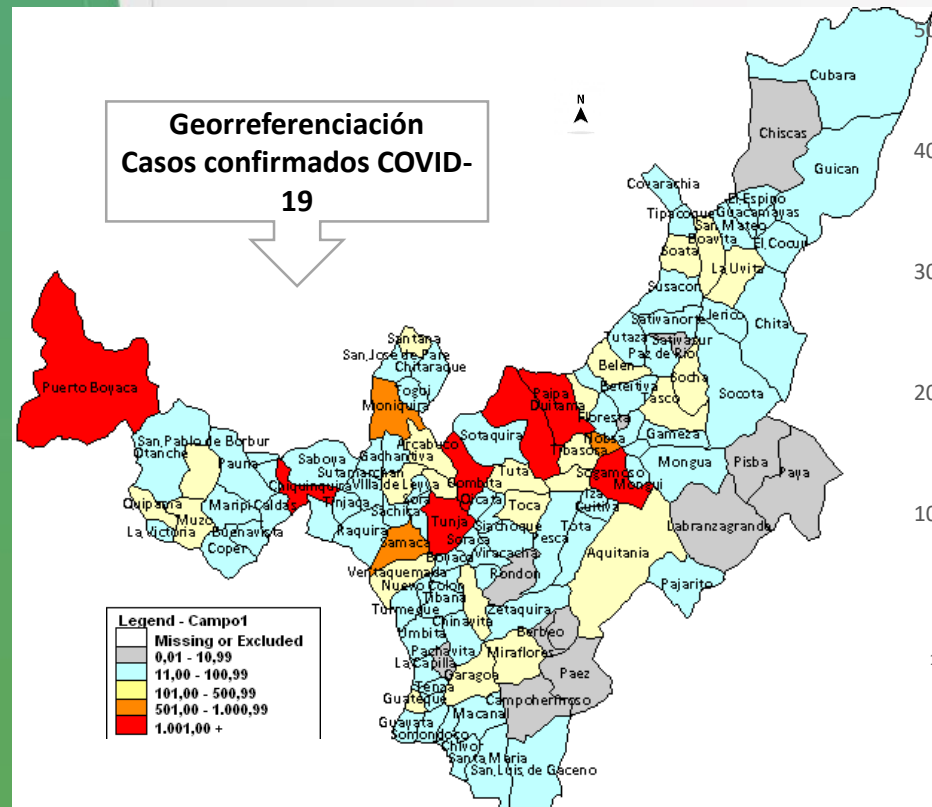 Georreferenciación
Casos confirmados COVID-
19
N
50
40
30
20
10
Cubara
Chiscas
Guican
Covarachia
El Espino
Tipacoque
Guacamayas
San Mateo
Boavita
El Cocuy
Soata
La Uvita
Susacon
Sativanorte
Jerico
Chita
Tutaza
Sativasur
Paz de Rio
Santana
San Jose de Pare
Chitaraque
Belen
Socha
Puerto Boyaca
Togui
Paipa
Beteitiva
Tasco
Socota
Moniquira
Duitama
Floresta
San Pablo de Borbur
Otanche
Arcabuco
Sotaquira
Nobsa
Gameza
Pauna
Saboya
Gachantiva
Tibasosa
Mongua
Pisba
Paya
Sutamarchan
Villa de Leyva
Combita
Tuta
Sogamoso
Mongui
Chiquinquira
Quipama
Maripi
Caldas
Tinjaca
Sora
Oicata
Toca
Iza
Cuitiva
Muzo
Sachica
Tunja
Siachoque
Tota
Labranzagrande
La Victoria
Buenavista
Raquira
Samaca
Soraca
Pesca
Coper
Boyaca
Viracacha
Aquitania
Ventaquemada
Rondon
Pajarito
Nuevo Colon
Tibana
Turmeque
Chinavita
Zetaquira
Umbita
Berbeo
Pachavita
Miraflores
La Capilla
Garagoa
Paez
Tenza
Guateque
Campohermoso
Guayata
Macanal
Somondoco
Chivor
Santa Maria
San Luis de Gaceno
Legend - Campo1
Missing or Excluded
0,01 - 10,99
11,00 - 100,99
101,00 - 500,99
501,00 - 1.000,99
1.001,00 +